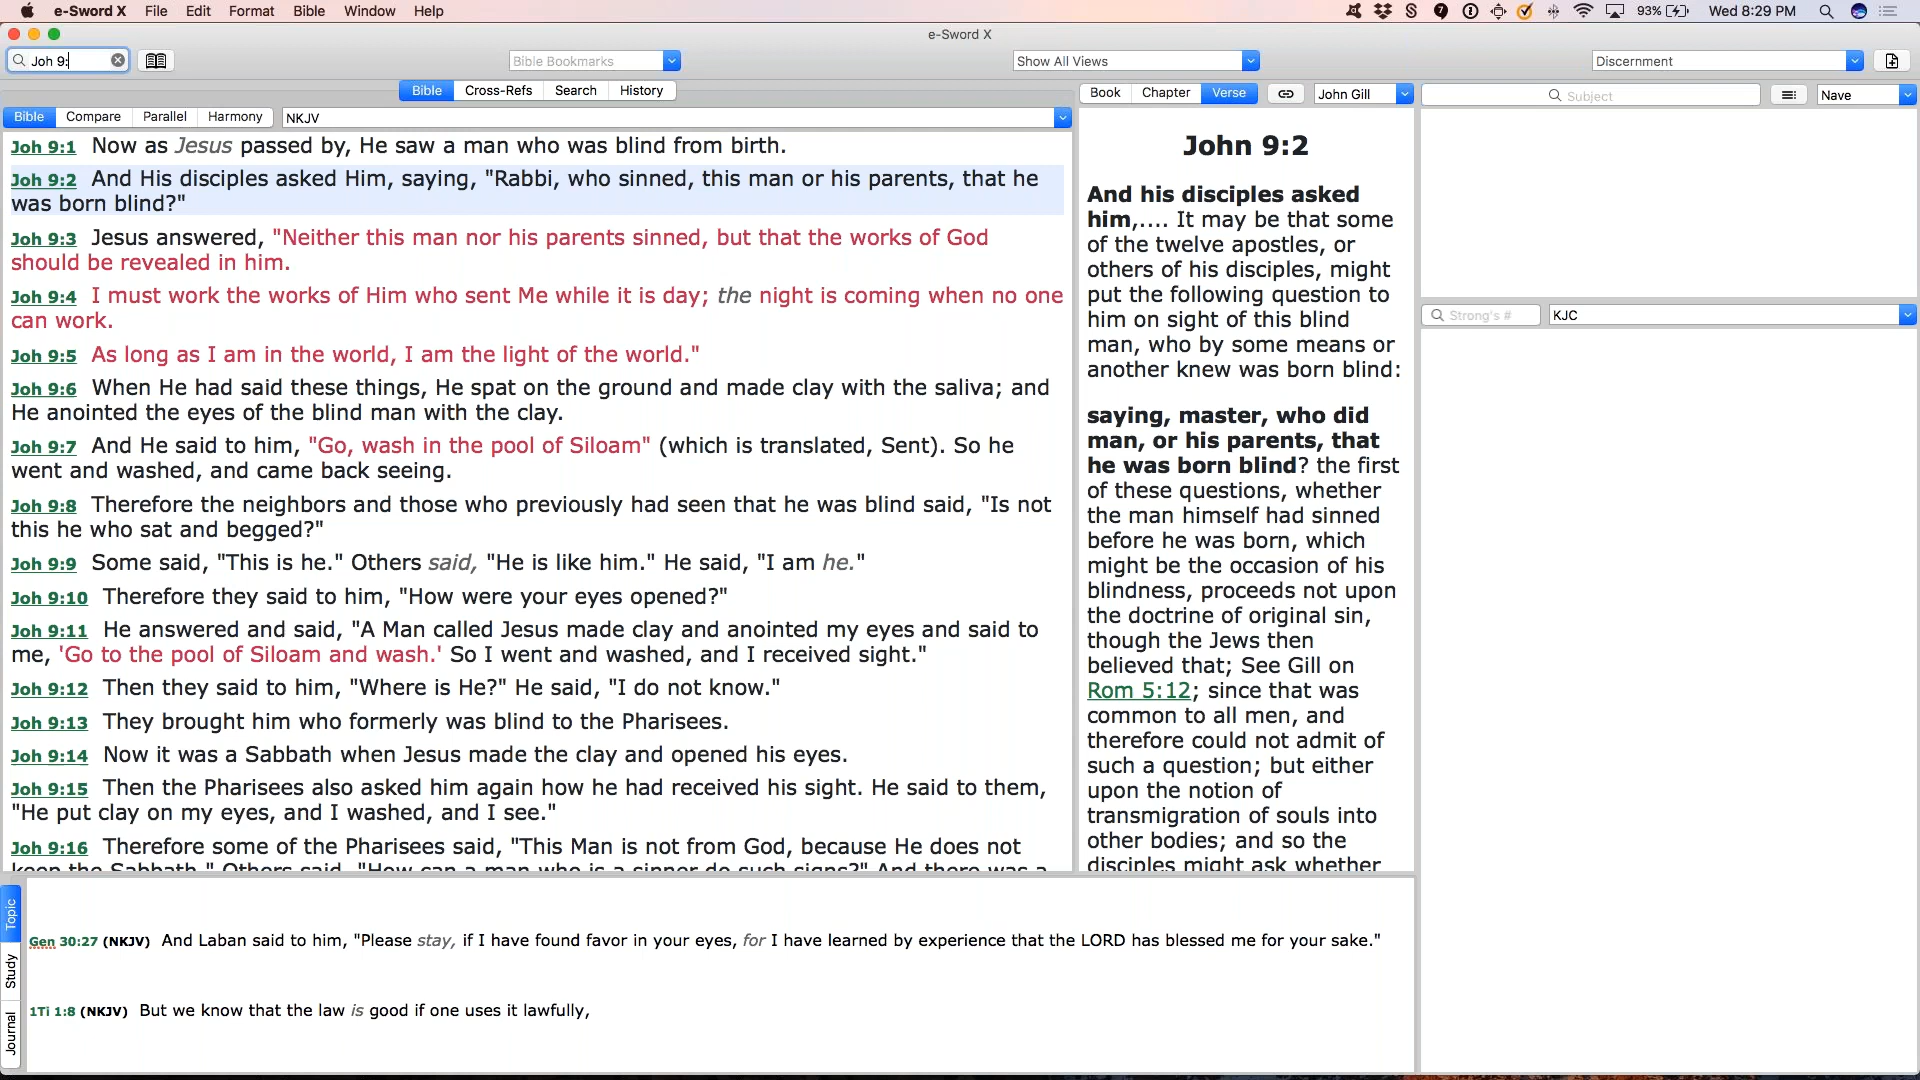 e-Sword X File Edit Format Bible Window Help
93% Wed 8:29 PM
e-Sword X
Joh 9:
Bible Bookmarks
Show All Views
Discernment
Bible Cross-Refs Search History
Bible Compare Parallel Harmony NKJV
Joh 9:1 Now as Jesus passed by, He saw a man who was blind from birth.
Joh 9:2 And His disciples asked Him, saying, "Rabbi, who sinned, this man or his parents, that he
was born blind?"
Joh 9:3 Jesus answered, "Neither this man nor his parents sinned, but that the works of God
should be revealed in him.
Joh 9:4 I must work the works of Him who sent Me while it is day; the night is coming when no one
can work.
Joh 9:5 As long as I am in the world, I am the light of the world."
Joh 9:6 When He had said these things, He spat on the ground and made clay with the saliva; and
He anointed the eyes of the blind man with the clay.
Joh 9:7 And He said to him, "Go, wash in the pool of Siloam" (which is translated, Sent). So he
went and washed, and came back seeing.
Joh 9:8 Therefore the neighbors and those who previously had seen that he was blind said, "Is not
this he who sat and begged?"
Joh 9:9 Some said, "This is he." Others said, "He is like him." He said, "I am he."
Joh 9:10 Therefore they said to him, "How were your eyes opened?"
Joh 9:11 He answered and said, "A Man called Jesus made clay and anointed my eyes and said to
me, 'Go to the pool of Siloam and wash.' So I went and washed, and I received sight."
Joh 9:12 Then they said to him, "Where is He?" He said, "I do not know."
Joh 9:13 They brought him who formerly was blind to the Pharisees.
Joh 9:14 Now it was a Sabbath when Jesus made the clay and opened his eyes.
Joh 9:15 Then the Pharisees also asked him again how he had received his sight. He said to them,
"He put clay on my eyes, and I washed, and I see."
Joh 9:16 Therefore some of the Pharisees said, "This Man is not from God, because He does not
keep the Sabbath." Others said, "How can a man who is a sinner do such signs?" And there was a
Book Chapter Verse John Gill
John 9:2
And his disciples asked
him,.... It may be that some
of the twelve apostles, or
others of his disciples, might
put the following question to
him on sight of this blind
man, who by some means or
another knew was born blind:
saying, master, who did
man, or his parents, that
he was born blind? the first
of these questions, whether
the man himself had sinned
before he was born, which
might be the occasion of his
blindness, proceeds not upon
the doctrine of original sin,
though the Jews then
believed that; See Gill on
Rom 5:12; since that was
common to all men, and
therefore could not admit of
such a question; but either
upon the notion of
transmigration of souls into
other bodies; and so the
disciples might ask whether
Subject
Nave
Strong's #
KJC
Topic
Study
Journal
Gen 30:27 (NKJV) And Laban said to him, "Please stay, if I have found favor in your eyes, for I have learned by experience that the LORD has blessed me for your sake."
1Ti 1:8 (NKJV) But we know that the law is good if one uses it lawfully,